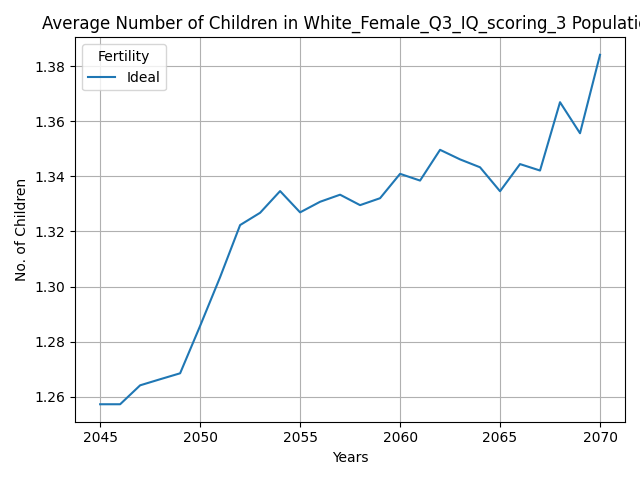 Average Number of Children in White_Female_Q3_IQ_scoring_3 Populatio
Fertility
Ideal
1.38
1.36
1.34
1.32
1.30
1.28
1.26
No. of Children
2045 2050 2055 2060 2065 2070
Years